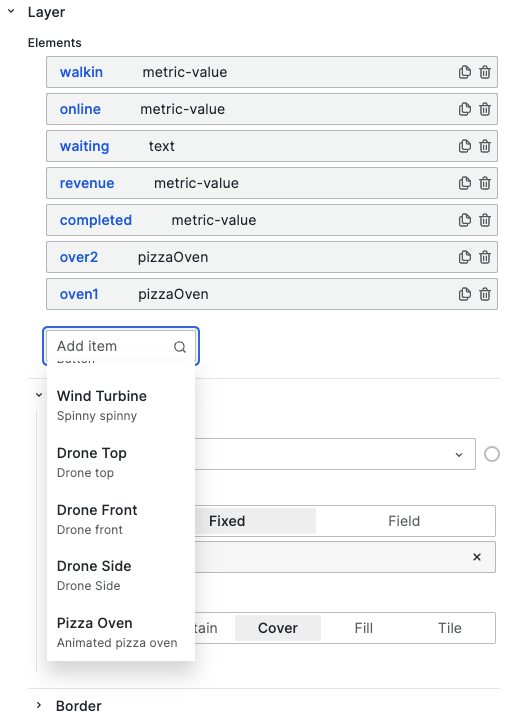 Layer
Elements
walkin metric-value
online metric-value
waiting text
revenue metric-value
completed metric-value
over2 pizzaOven
oven1 pizzaOven
Add item
Button
Wind Turbine
Spinny spinny
Drone Top
Drone top
Drone Front
Drone front
Fixed Field
Drone Side
Drone Side
Pizza Oven
Animated pizza oven
tain Cover Fill Tile
Border